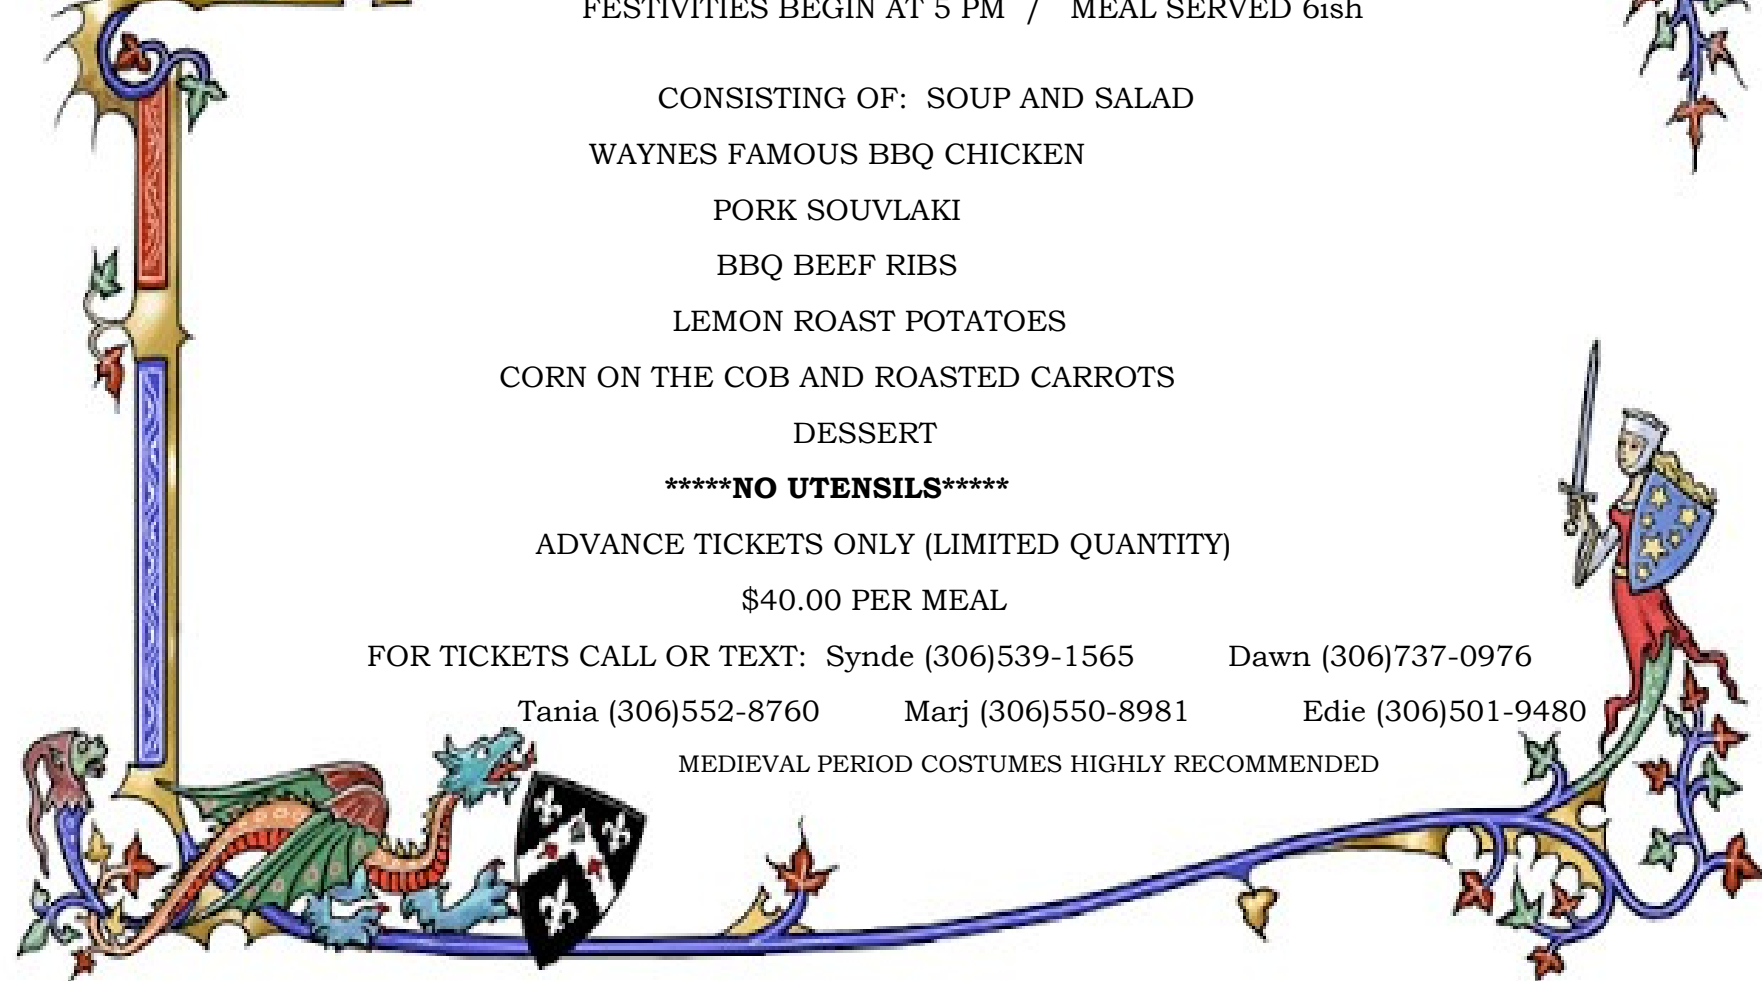 FESTIVITIES BEGIN AT 5 PM / MEAL SERVED 6ish
CONSISTING OF: SOUP AND SALAD
WAYNES FAMOUS BBQ CHICKEN
PORK SOUVLAKI
BBQ BEEF RIBS
LEMON ROAST POTATOES
CORN ON THE COB AND ROASTED CARROTS
DESSERT
*****NO UTENSILS*****
ADVANCE TICKETS ONLY (LIMITED QUANTITY)
$40.00 PER MEAL
FOR TICKETS CALL OR TEXT: Synde (306)539-1565 Dawn (306)737-0976
Tania (306)552-8760 Marj (306)550-8981 Edie (306)501-9480
MEDIEVAL PERIOD COSTUMES HIGHLY RECOMMENDED